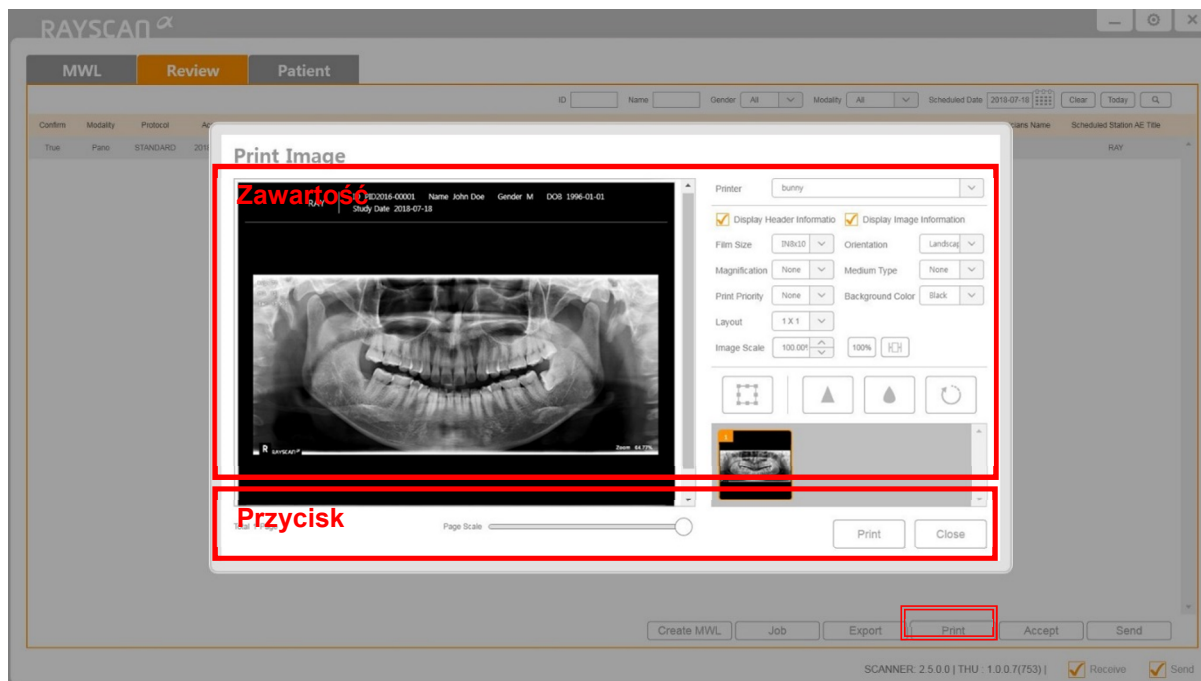 RAYSCAN α
MWL Review Patient
ID Name Gender All Modality All Scheduled Date 2018-07-18 Clear Today
Confirm Modality Protocol Scheduled Station AE Title
True Pano STANDARD RAY
Print Image
Zawartość
RAY
Name John Doe Gender M DOB 1996-01-01
Study Date 2018-07-18
Printer bunny
Display Header Informatio Display Image Information
Film Size IN8x10 Orientation Landscap
Magnification None Medium Type None
Print Priority None Background Color Black
Layout 1 X 1
Image Scale 100.00 100%
R RAYSCAN α Zoom 64.77%
1
Przycisk
Page Scale
Print Close
Create MWL Job Export Print Accept Send
SCANNER: 2.5.0.0 | THU : 1.0.0.7(753) | Receive Send